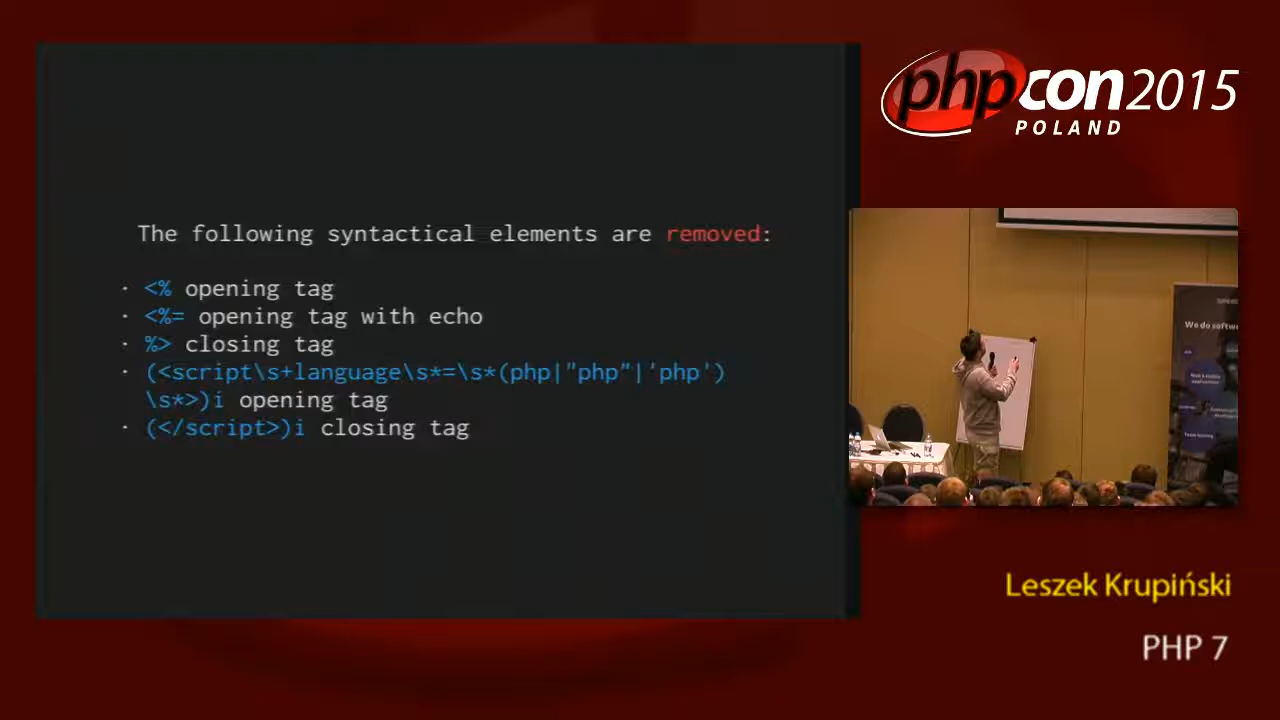 The following syntactical elements are removed:
· <% opening tag
· <%= opening tag with echo
· %> closing tag
· (<script\s+language\s*=\s*(php|"php"|'php')
\s*>)i opening tag
· (</script>)i closing tag
phpcon2015
POLAND
We do softw
Leszek Krupiński
PHP 7